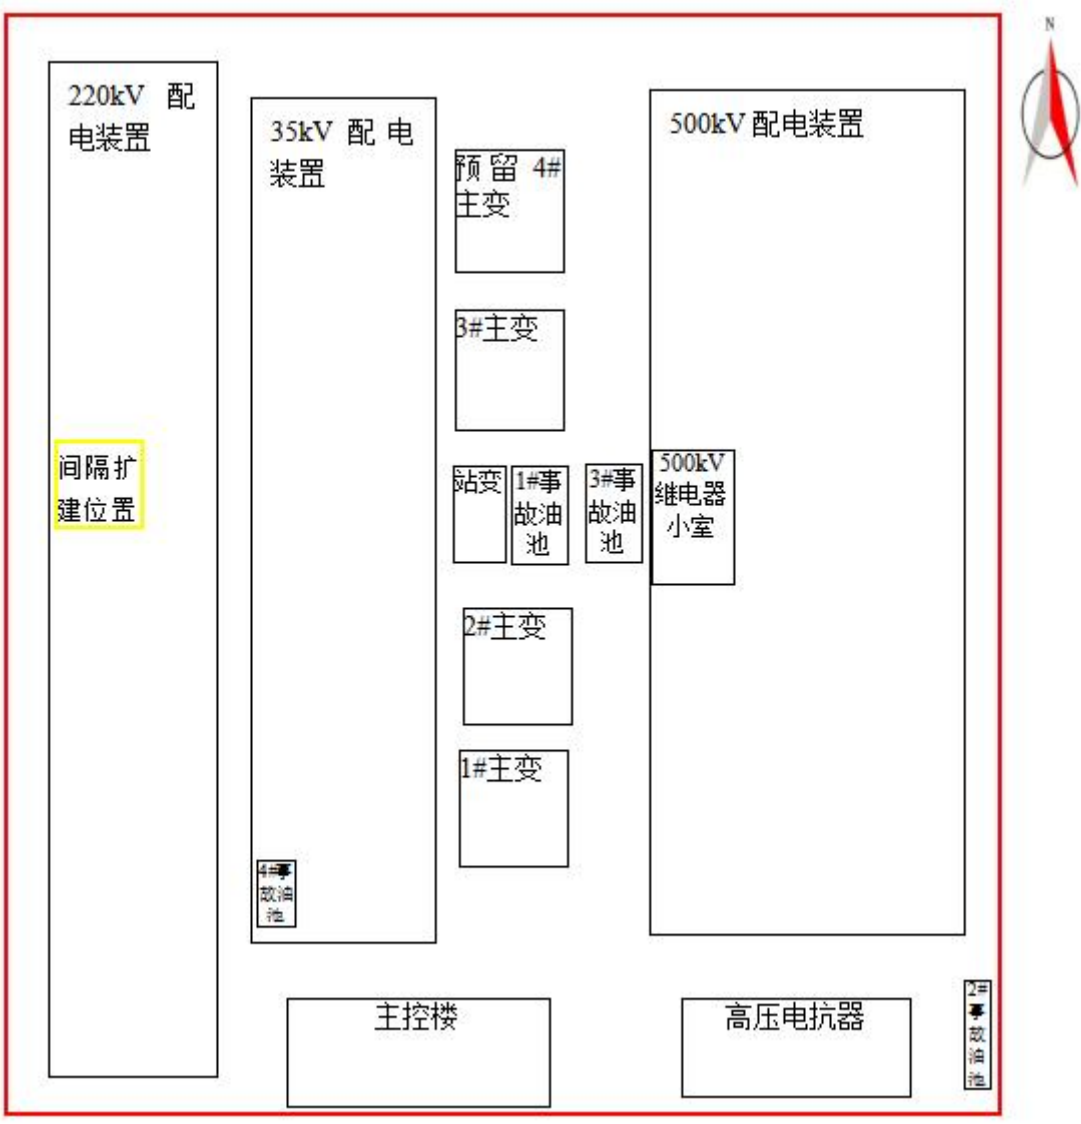 N
220kV 配
电装置
35kV 配电
装置
预留 4#
主变
500kV 配电装置
3#主变
间隔扩
建位置
站变
1#事
故油
池
3#事
故油
池
500kV
继电器
小室
2#主变
1#主变
4#事
故油
池
主控楼
高压电抗器
2#
事
故
油
池